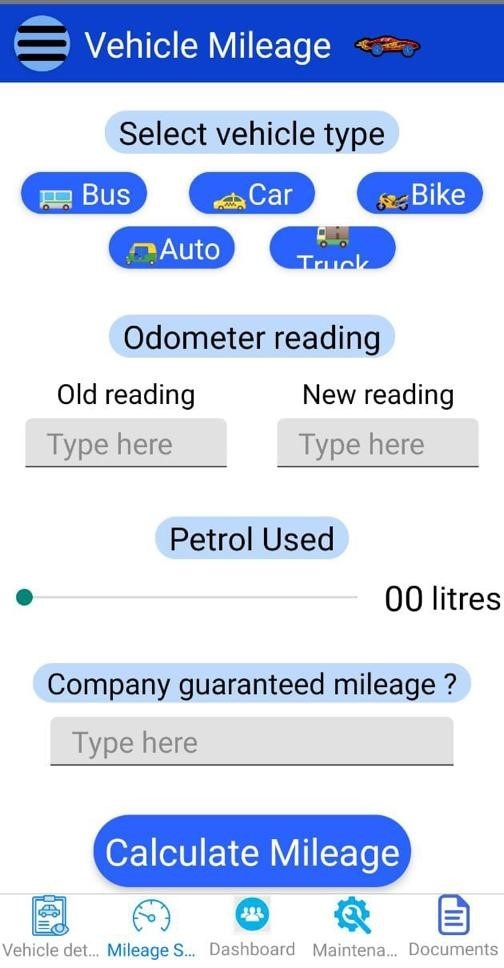 Vehicle Mileage
Select vehicle type
Bus Car Bike
Auto Truck
Odometer reading
Old reading New reading
Type here Type here
Petrol Used
00 litres
Company guaranteed mileage ?
Type here
Calculate Mileage
Vehicle det... Mileage S... Dashboard Maintena... Documents